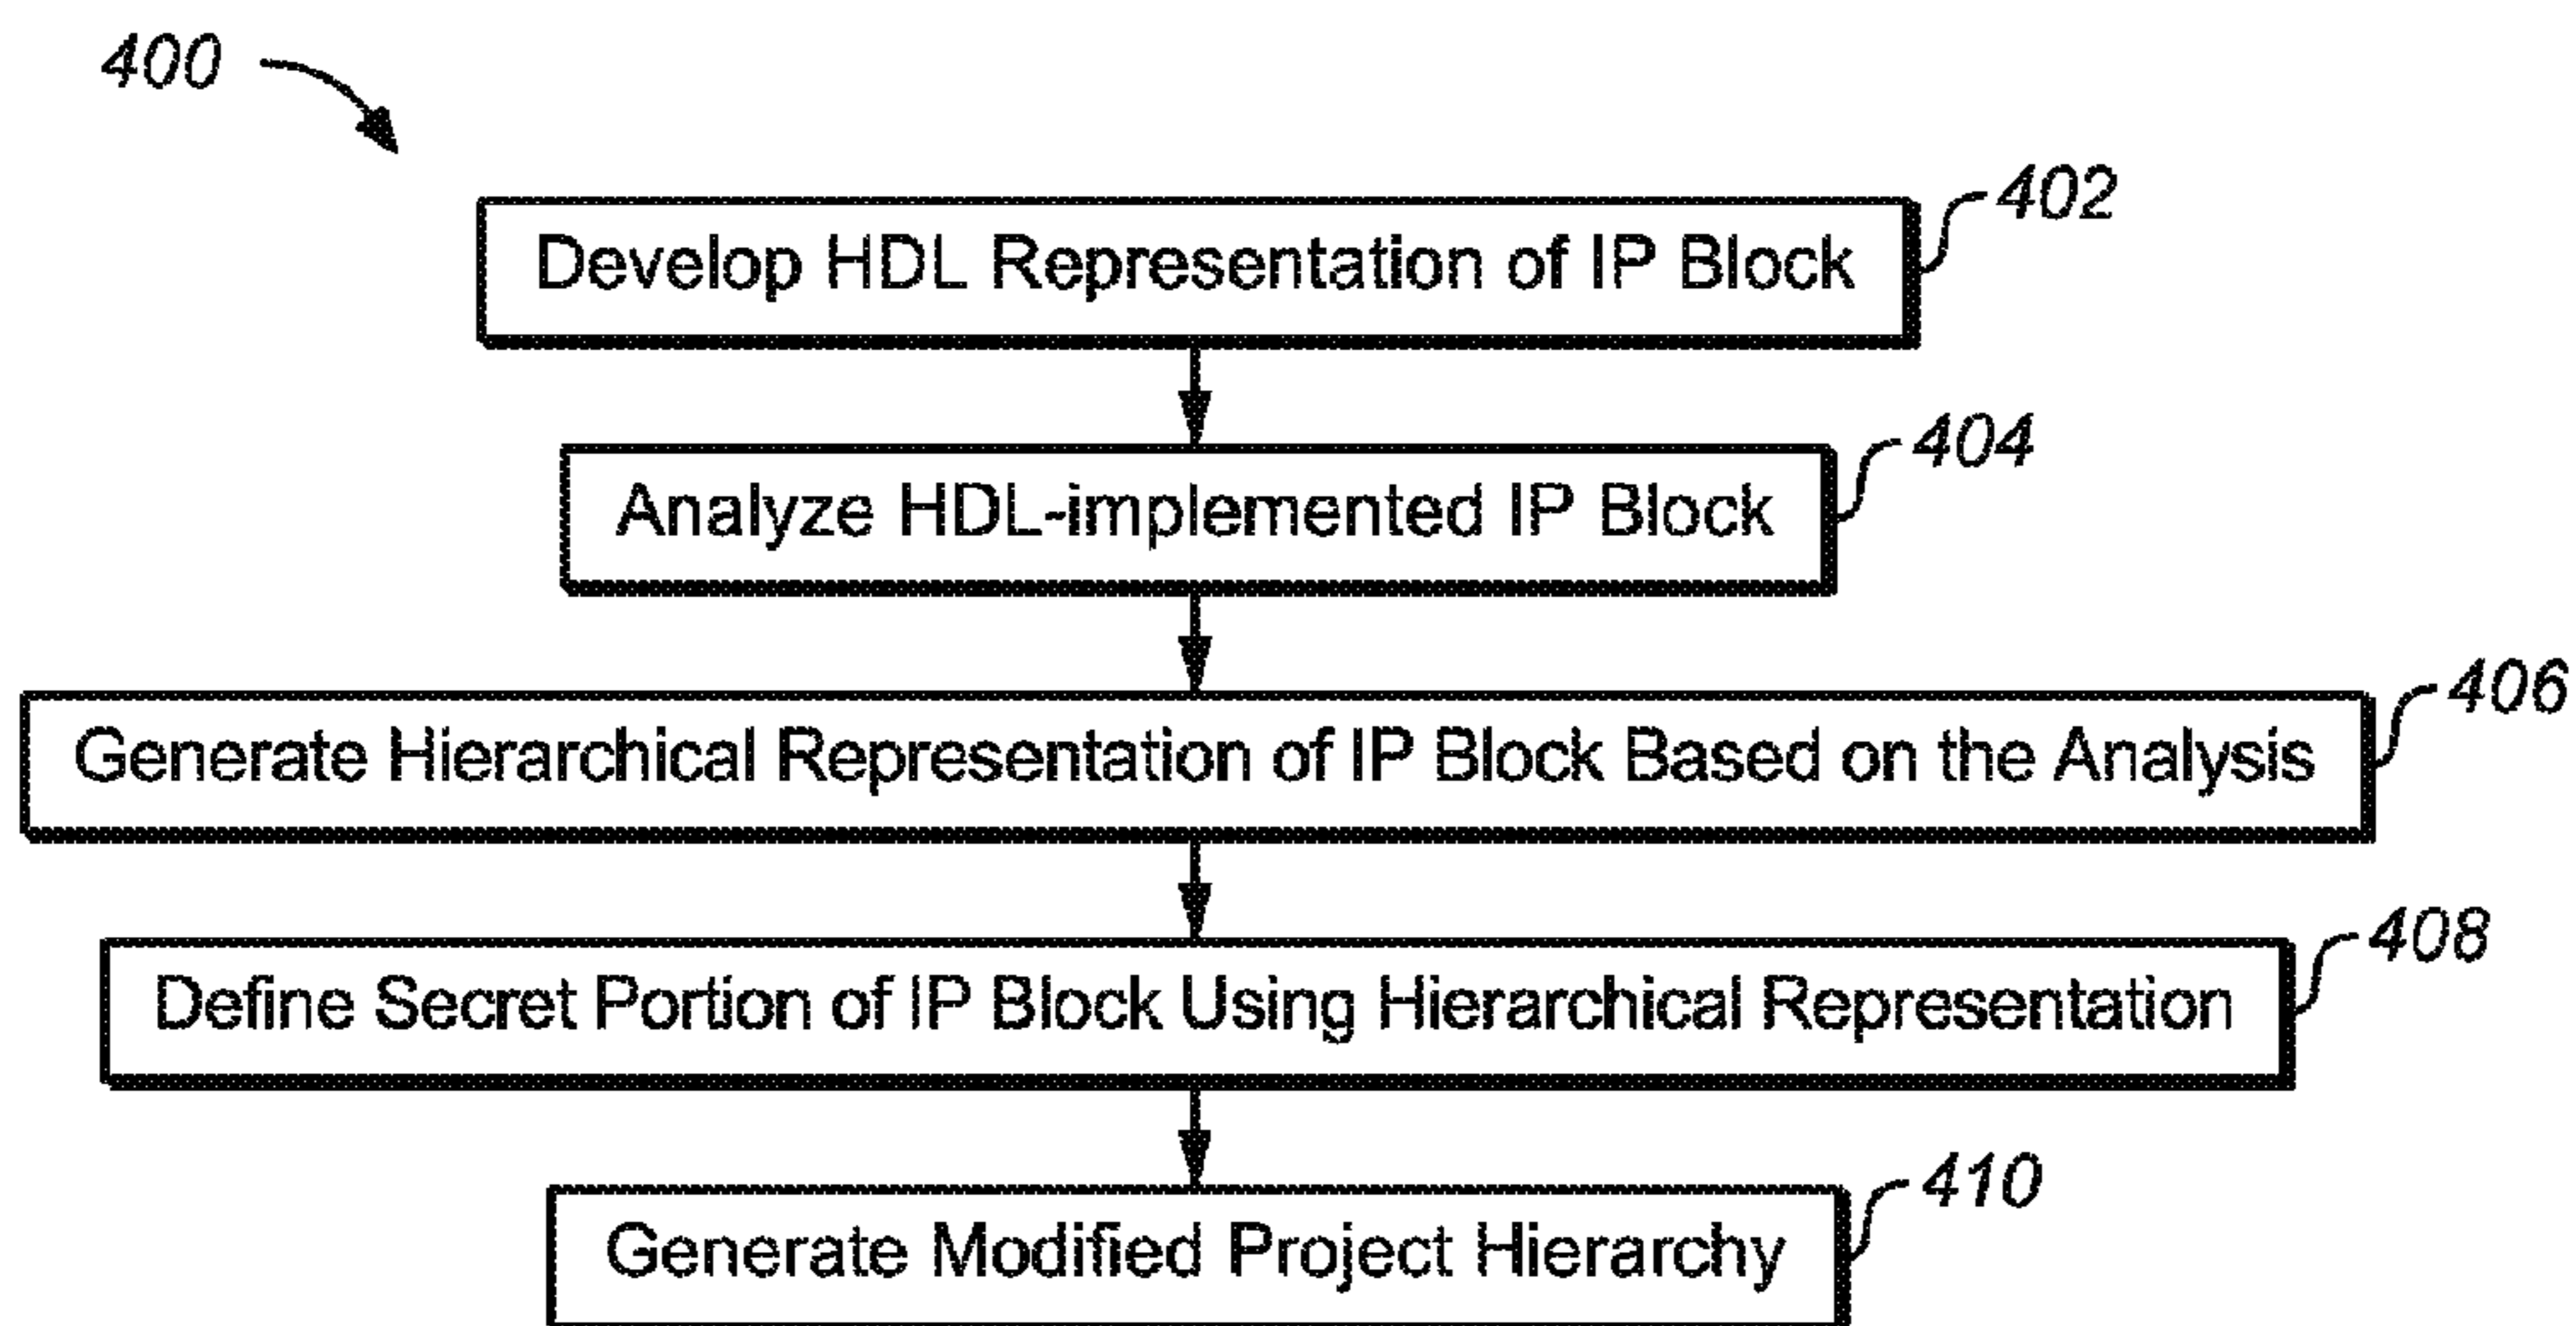 400
402
Develop HDL Representation of IP Block
404
Analyze HDL-implemented IP Block
406
Generate Hierarchical Representation of IP Block Based on the Analysis
408
Define Secret Portion of IP Block Using Hierarchical Representation
410
Generate Modified Project Hierarchy